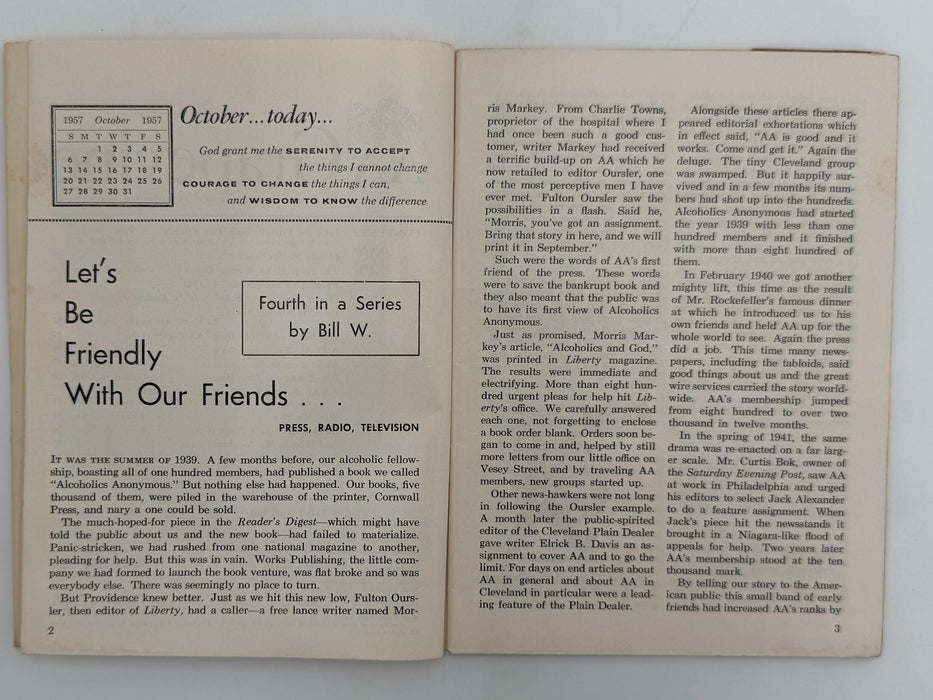 1957 October 1957
S M T W T F S
1 2 3 4 5
6 7 8 9 10 11 12
13 14 15 16 17 18 19
20 21 22 23 24 25 26
27 28 29 30 31
October...today...
God grant me the SERENITY TO ACCEPT
the things I cannot change
COURAGE TO CHANGE the things I can,
and WISDOM TO KNOW the difference
Let's
Be
Friendly
With Our Friends . . .
Fourth in a Series
by Bill W.
PRESS, RADIO, TELEVISION
IT WAS THE SUMMER OF 1939. A few months before, our alcoholic fellow-
ship, boasting all of one hundred members, had published a book we called
"Alcoholics Anonymous." But nothing else had happened. Our books, five
thousand of them, were piled in the warehouse of the printer, Cornwall
Press, and nary a one could be sold.
The much-hoped-for piece in the Reader's Digest—which might have
told the public about us and the new book—had failed to materialize.
Panic-stricken, we had rushed from one national magazine to another,
pleading for help. But this was in vain. Works Publishing, the little com-
pany we had formed to launch the book venture, was flat broke and so was
everybody else. There was seemingly no place to turn.
But Providence knew better. Just as we hit this new low, Fulton Ours-
ler, then editor of Liberty, had a caller—a free lance writer named Mor-
2
ris Markey. From Charlie Towns,
proprietor of the hospital where I
had once been such a good cus-
tomer, writer Markey had received
a terrific build-up on AA which he
now retailed to editor Oursler, one
of the most perceptive men I have
ever met. Fulton Oursler saw the
possibilities in a flash. Said he,
"Morris, you've got an assignment.
Bring that story in here, and we will
print it in September."
Such were the words of AA's first
friend of the press. These words
were to save the bankrupt book and
they also meant that the public was
to have its first view of Alcoholics
Anonymous.
Just as promised, Morris Mar-
key's article, "Alcoholics and God,"
was printed in Liberty magazine.
The results were immediate and
electrifying. More than eight hun-
dred urgent pleas for help hit Lib-
erty's office. We carefully answered
each one, not forgetting to enclose
a book order blank. Orders soon be-
gan to come in and, helped by still
more letters from our little office on
Vesey Street, and by traveling AA
members, new groups started up.
Other news-hawkers were not long
in following the Oursler example.
A month later the public-spirited
editor of the Cleveland Plain Dealer
gave writer Elrick B. Davis an as-
signment to cover AA and to go the
limit. For days on end articles about
AA in general and about AA in
Cleveland in particular were a lead-
ing feature of the Plain Dealer.
Alongside these articles there ap-
peared editorial exhortations which
in effect said, "AA is good and it
works. Come and get it." Again the
deluge. The tiny Cleveland group
was swamped. But it happily sur-
vived and in a few months its num-
bers had shot up into the hundreds.
Alcoholics Anonymous had started
the year 1939 with less than one
hundred members and it finished
with more than eight hundred of
them.
In February 1940 we got another
mighty lift, this time as the result
of Mr. Rockefeller's famous dinner
at which he introduced us to his
own friends and held AA up for the
whole world to see. Again the press
did a job. This time many news-
papers, including the tabloids, said
good things about us and the great
wire services carried the story world-
wide. AA's membership jumped
from eight hundred to over two
thousand in twelve months.
In the spring of 1941, the same
drama was re-enacted on a far larg-
er scale. Mr. Curtis Bok, owner of
the Saturday Evening Post, saw AA
at work in Philadelphia and urged
his editors to select Jack Alexander
to do a feature assignment. When
Jack's piece hit the newsstands it
brought in a Niagara-like flood of
appeals for help. Two years later
AA's membership stood at the ten
thousand mark.
By telling our story to the Amer-
ican public this small band of early
friends had increased AA's ranks by
3